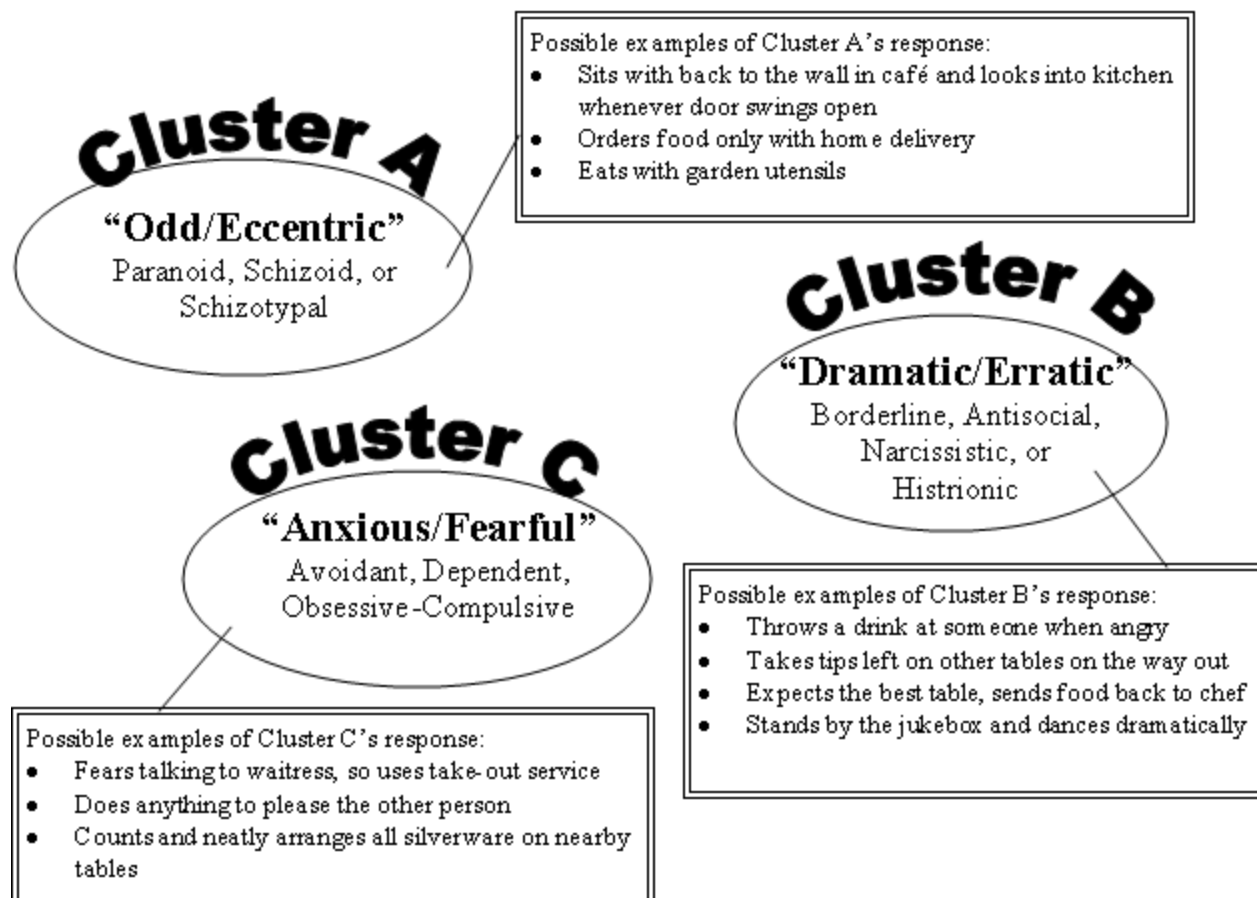 Possible examples of Cluster A's response:
● Sits with back to the wall in café and looks into kitchen
whenever door swings open
● Orders food only with home delivery
● Eats with garden utensils
Cluster A
“Odd/Eccentric”
Paranoid, Schizoid, or
Schizotypal
Cluster B
“Dramatic/Erratic”
Borderline, Antisocial,
Narcissistic, or
Histrionic
Cluster C
“Anxious/Fearful”
Avoidant, Dependent,
Obsessive-Compulsive
Possible examples of Cluster B's response:
● Throws a drink at someone when angry
● Takes tips left on other tables on the way out
● Expects the best table, sends food back to chef
● Stands by the jukebox and dances dramatically
Possible examples of Cluster C's response:
● Fears talking to waitress, so uses take-out service
● Does anything to please the other person
● Counts and neatly arranges all silverware on nearby
tables